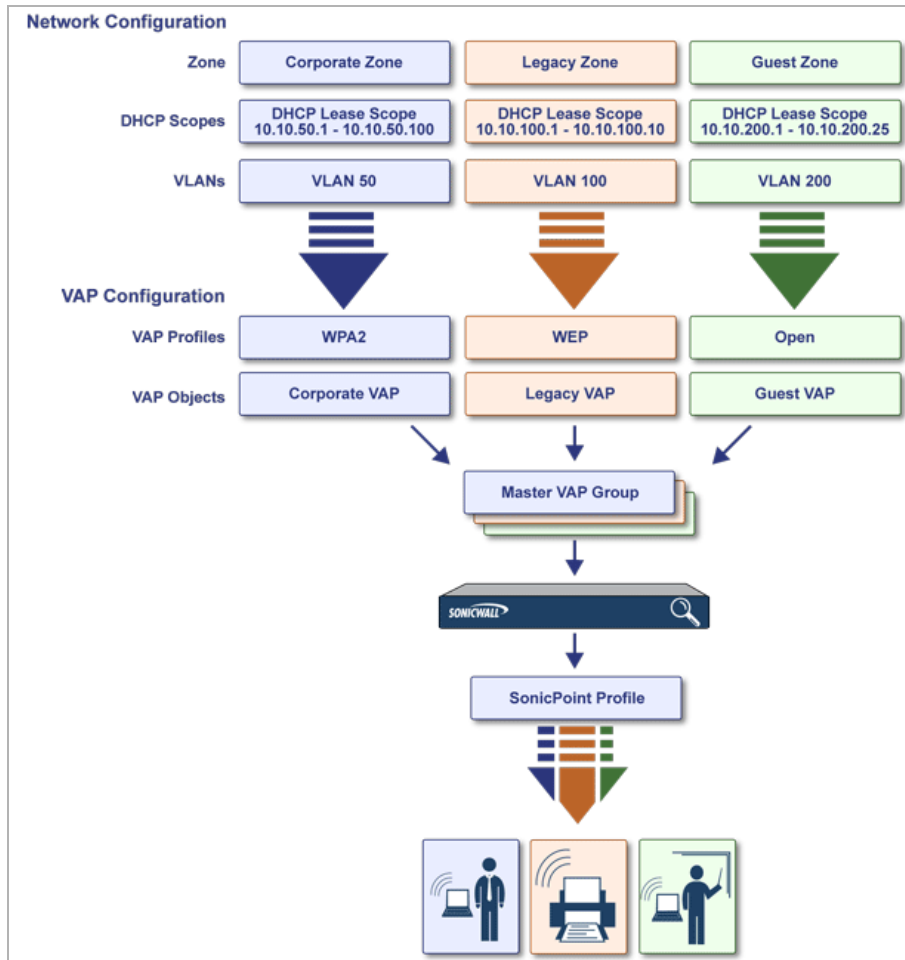 Network Configuration
Zone
Corporate Zone
Legacy Zone
Guest Zone
DHCP Scopes
DHCP Lease Scope
10.10.50.1 - 10.10.50.100
DHCP Lease Scope
10.10.100.1 - 10.10.100.10
DHCP Lease Scope
10.10.200.1 - 10.10.200.25
VLANs
VLAN 50
VLAN 100
VLAN 200
VAP Configuration
VAP Profiles
WPA2
WEP
Open
VAP Objects
Corporate VAP
Legacy VAP
Guest VAP
Master VAP Group
SONICWALL
SonicPoint Profile